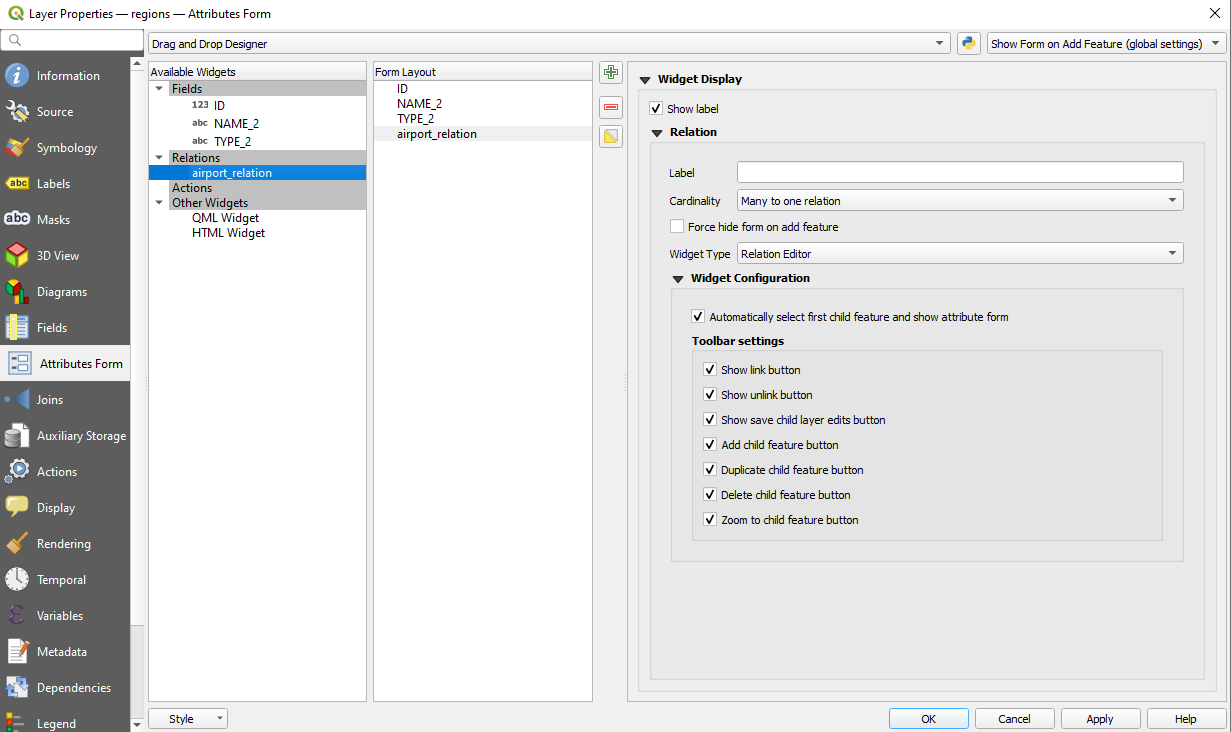 Layer Properties — regions — Attributes Form
Information
Source
Symbology
abc Labels
abc Masks
3D View
Diagrams
Fields
Attributes Form
Joins
Auxiliary Storage
Actions
Display
Rendering
Temporal
Variables
Metadata
Dependencies
Legend
Drag and Drop Designer
Show Form on Add Feature (global settings)
Available Widgets
Fields
123 ID
abc NAME_2
abc TYPE_2
Relations
airport_relation
Actions
Other Widgets
QML Widget
HTML Widget
Form Layout
ID
NAME_2
TYPE_2
airport_relation
Widget Display
Show label
Relation
Label
Cardinality Many to one relation
Force hide form on add feature
Widget Type Relation Editor
Widget Configuration
Automatically select first child feature and show attribute form
Toolbar settings
Show link button
Show unlink button
Show save child layer edits button
Add child feature button
Duplicate child feature button
Delete child feature button
Zoom to child feature button
Style
OK
Cancel
Apply
Help